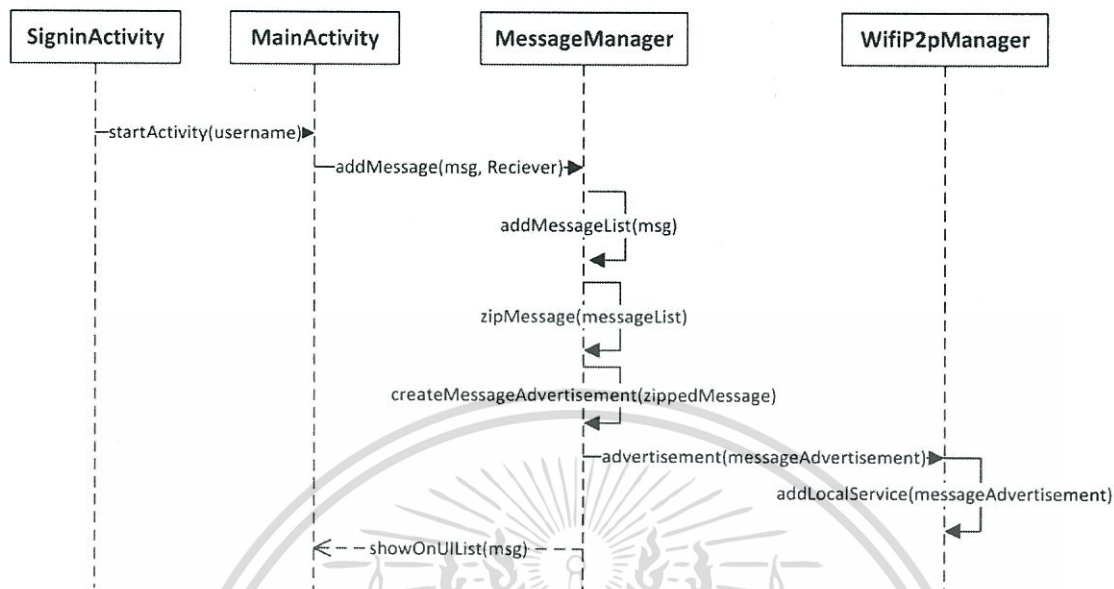 SigninActivity
MainActivity
MessageManager
WifiP2pManager
startActivity(username)
addMessage(msg, Reciever)
addMessageList(msg)
zipMessage(messageList)
createMessageAdvertisement(zippedMessage)
advertisement(messageAdvertisement)
addLocalService(messageAdvertisement)
showOnUIList(msg)